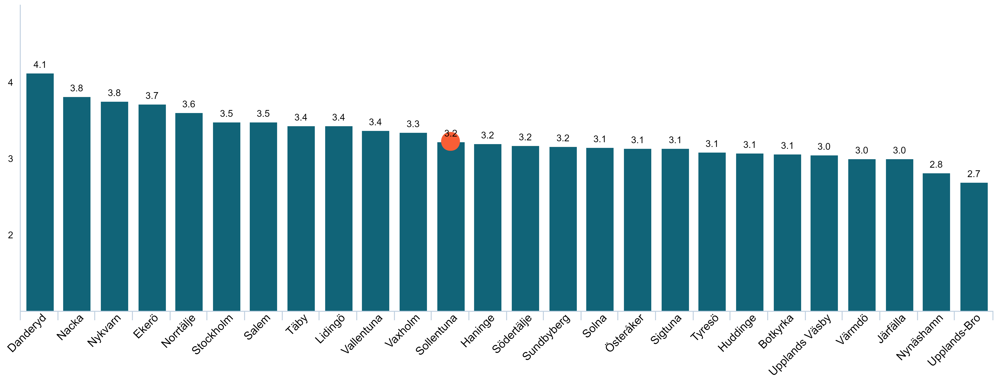 4
3
2
4.1
3.8
3.8
3.7
3.6
3.5
3.5
3.4
3.4
3.4
3.3
3.2
3.2
3.2
3.2
3.1
3.1
3.1
3.1
3.1
3.1
3.0
3.0
3.0
2.8
2.7
Danderyd
Nacka
Nykvarn
Ekerö
Norrtälje
Stockholm
Salem
Täby
Lidingö
Vallentuna
Vaxholm
Sollentuna
Haninge
Södertälje
Sundbyberg
Solna
Österåker
Sigtuna
Tyresö
Huddinge
Botkyrka
Upplands Väsby
Värmdö
Järfälla
Nynäshamn
Upplands-Bro